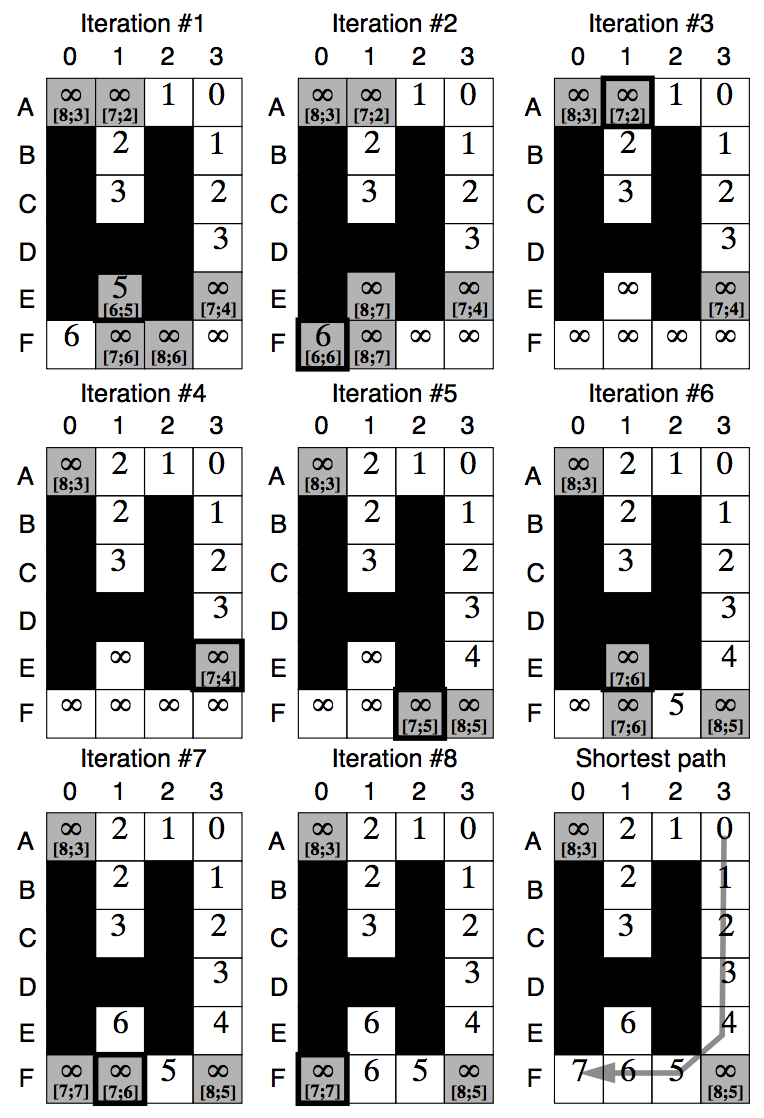 Iteration #1 Iteration #2 Iteration #3
0 1 2 3 0 1 2 3 0 1 2 3
A ∞ ∞ 1 0 A ∞ ∞ 1 0 A ∞ ∞ 1 0
[8;3] [7;2] [8;3] [7;2] [8;3] [7;2]
B 2 1 B 2 1 B 2 1
C 3 2 C 3 2 C 3 2
D 3 D 3 D 3
E 5 ∞ E ∞ ∞ E ∞ ∞
[6;5] [7;4] [8;7] [7;4] [7;4]
F 6 ∞ ∞ ∞ F 6 ∞ ∞ ∞ F ∞ ∞ ∞ ∞
[7;6] [8;6] [6;6] [8;7]
Iteration #4 Iteration #5 Iteration #6
0 1 2 3 0 1 2 3 0 1 2 3
A ∞ 2 1 0 A ∞ 2 1 0 A ∞ 2 1 0
[8;3] [8;3] [8;3]
B 2 1 B 2 1 B 2 1
C 3 2 C 3 2 C 3 2
D 3 D 3 D 3
E ∞ ∞ E ∞ 4 E ∞ 4
[7;4] [7;6]
F ∞ ∞ ∞ ∞ F ∞ ∞ ∞ ∞ F ∞ ∞ 5 ∞
[7;5] [8;5] [7;6] [8;5]
Iteration #7 Iteration #8 Shortest path
0 1 2 3 0 1 2 3 0 1 2 3
A ∞ 2 1 0 A ∞ 2 1 0 A ∞ 2 1 0
[8;3] [8;3] [8;3]
B 2 1 B 2 1 B 2 1
C 3 2 C 3 2 C 3 2
D 3 D 3 D 3
E 6 4 E 6 4 E 6 4
F ∞ ∞ 5 ∞ F ∞ 6 5 ∞ F 7 6 5 ∞
[7;7] [7;6] [8;5] [7;7] [8;5] [8;5]